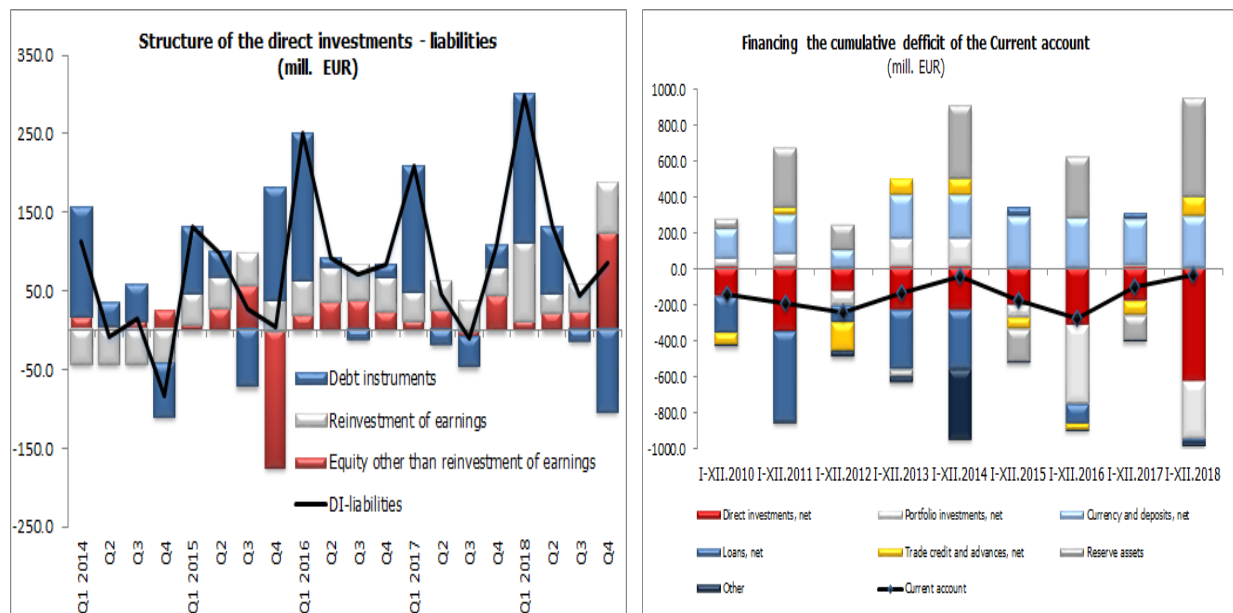 Structure of the direct investments - liabilities
(mill. EUR)
350.0
250.0
150.0
50.0
-50.0
-150.0
-250.0
Debt instruments
Reinvestment of earnings
Equity other than reinvestment of earnings
DI-liabilities
Q1 2014
Q2
Q3
Q4
Q1 2015
Q2
Q3
Q4
Q1 2016
Q2
Q3
Q4
Q1 2017
Q2
Q3
Q4
Q1 2018
Q2
Q3
Q4
Financing the cumulative defficit of the Current account
(mill. EUR)
1000.0
800.0
600.0
400.0
200.0
0.0
-200.0
-400.0
-600.0
-800.0
-1000.0
I-XII.2010 I-XII.2011 I-XII.2012 I-XII.2013 I-XII.2014 I-XII.2015 I-XII.2016 I-XII.2017 I-XII.2018
Direct investments, net Portfolio investments, net Currency and deposits, net
Loans, net Trade credit and advances, net Reserve assets
Other Current account